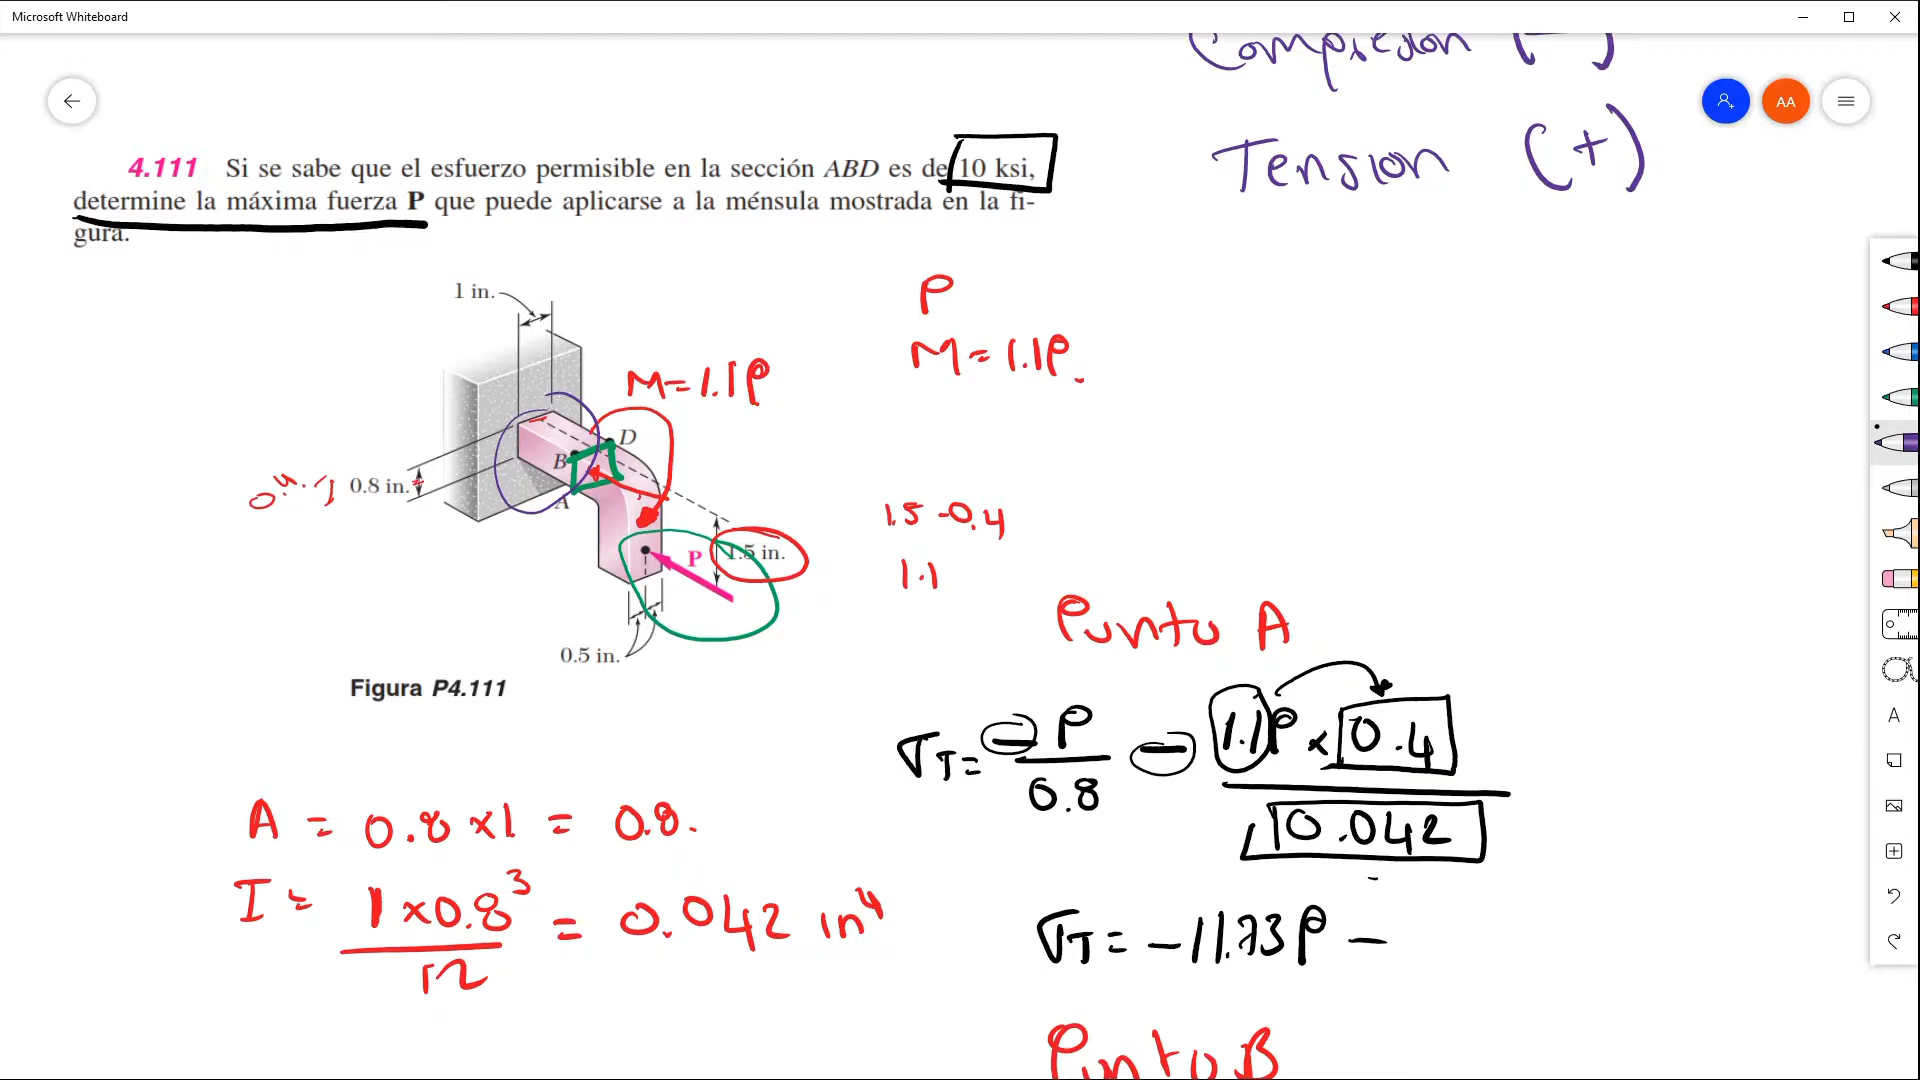 Microsoft Whiteboard
Compresion (-)
Tension (+)
AA
4.111 Si se sabe que el esfuerzo permisible en la sección ABD es de 10 ksi,
determine la máxima fuerza P que puede aplicarse a la ménsula mostrada en la fi-
gura.
1 in.
P
M = 1.1P
M = 1.1P
D
B
0.4
0.8 in.
A
1.5 - 0.4
1.5 in.
P
1.1
0.5 in.
Figura P4.111
Punto A
σT = - P / 0.8 - 1.1P × 0.4 / 0.042
A = 0.8 × 1 = 0.8.
I = 1 × 0.8³ / 12 = 0.042 in⁴
σT = -11.73P -
Punto B
A